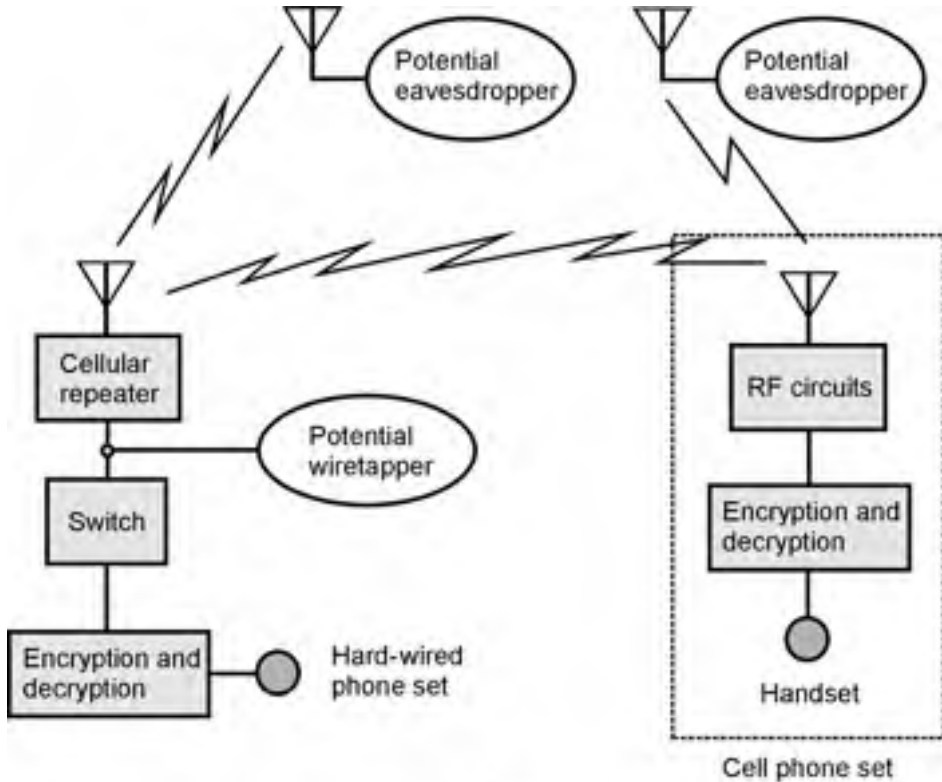 Potential
eavesdropper
Potential
eavesdropper
Cellular
repeater
RF circuits
Potential
wiretapper
Switch
Encryption and
decryption
Encryption and
decryption
Hard-wired
phone set
Handset
Cell phone set